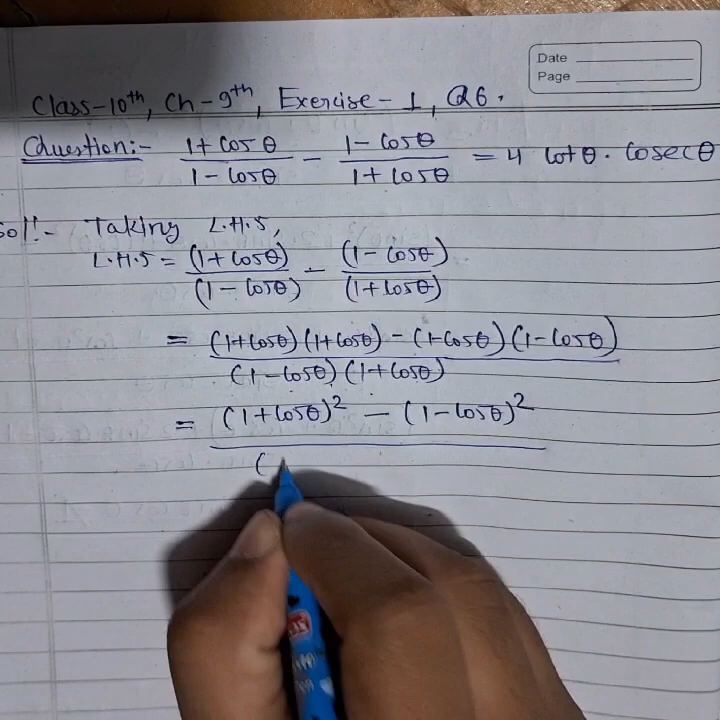 Date
Page
Class-10th, Ch-9th, Exercise-1, Q6.
Question:- 1+cosθ / 1-cosθ - 1-cosθ / 1+cosθ = 4 cotθ. cosecθ
Sol!:- Taking L.H.S,
L.H.S = (1+cosθ) / (1-cosθ) - (1-cosθ) / (1+cosθ)
= (1+cosθ)(1+cosθ) - (1-cosθ)(1-cosθ) / (1-cosθ)(1+cosθ)
= (1+cosθ)² - (1-cosθ)² / (